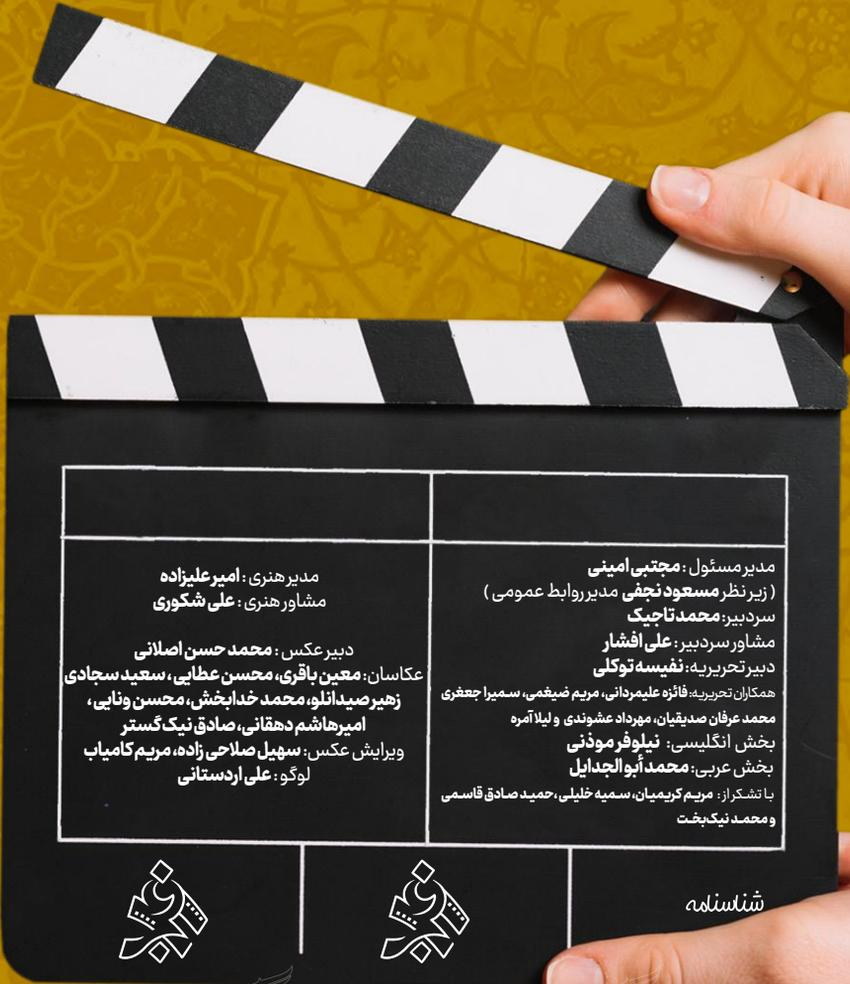 مدیر مسئول : مجتبی امینی
( زیر نظر مسعود نجفی مدیر روابط عمومی )
سردبیر: محمد تاجیک
مشاور سردبیر : علی افشار
دبیر تحریریه: نفیسه توکلی
همکاران تحریریه: فائزه علیمردانی، مریم ضیغمی، سمیرا جعفری
محمد عرفان صدیقیان، مهرداد عشوندی و لیلا آمره
بخش انگلیسی: نیلوفر موذنی
بخش عربی: محمد أبو الجدایل
با تشکر از : مریم کریمیان، سمیه خلیلی ،حمید صادق قاسمی
و محمد نیک‌بخت
مدیر هنری : امیر علیزاده
مشاور هنری : علی شکوری
دبیر عکس : محمد حسن اصلانی
عکاسان: معین باقری، محسن عطایی، سعید سجادی
زهیر صیدانلو، محمد خدابخش، محسن ونایی،
امیرهاشم دهقانی، صادق نیک گستر
ویرایش عکس: سهیل صلاحی زاده، مریم کامیاب
لوگو : علی اردستانی
شناسنامه